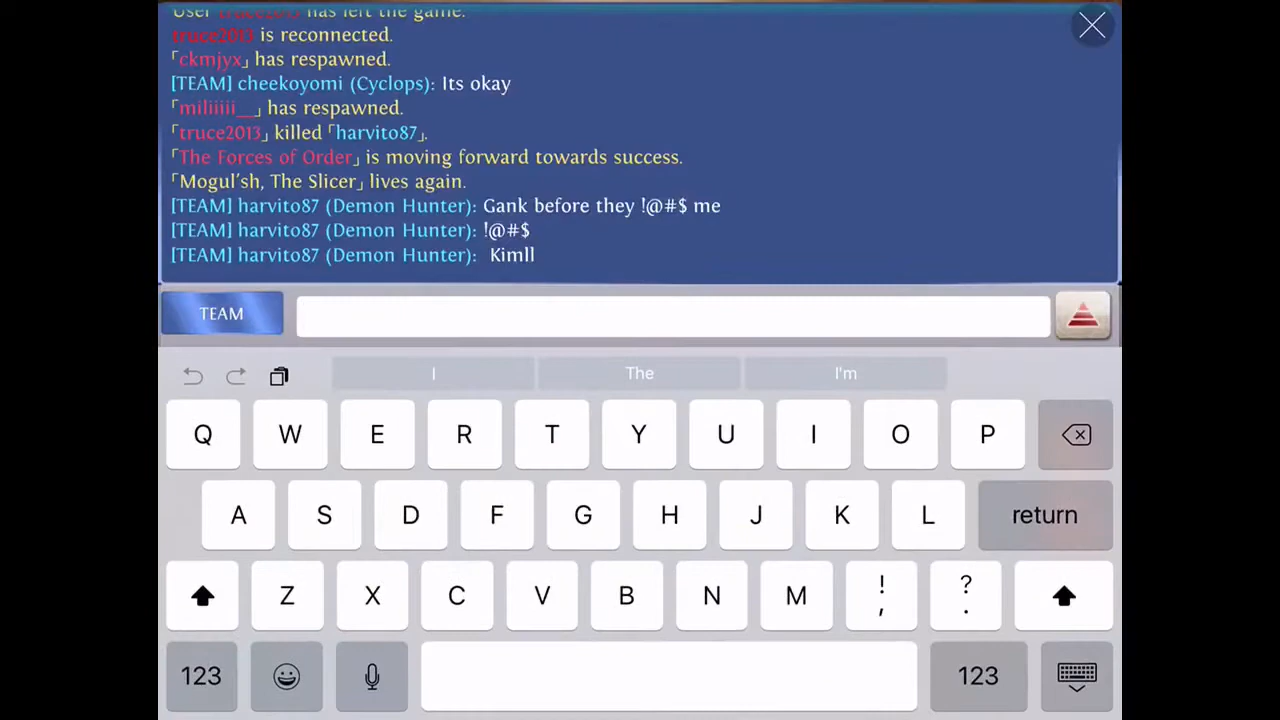 User truce2013 has left the game.
truce2013 is reconnected.
「ckmjyx」 has respawned.
[TEAM] cheekoyomi (Cyclops): Its okay
「miliiiii__」 has respawned.
「truce2013」 killed 「harvito87」.
「The Forces of Order」 is moving forward towards success.
「Mogul'sh, The Slicer」 lives again.
[TEAM] harvito87 (Demon Hunter): Gank before they !@#$ me
[TEAM] harvito87 (Demon Hunter): !@#$
[TEAM] harvito87 (Demon Hunter):  Kimll
TEAM
I The I'm
Q W E R T Y U I O P
A S D F G H J K L return
Z X C V B N M ! , ? .
123 123